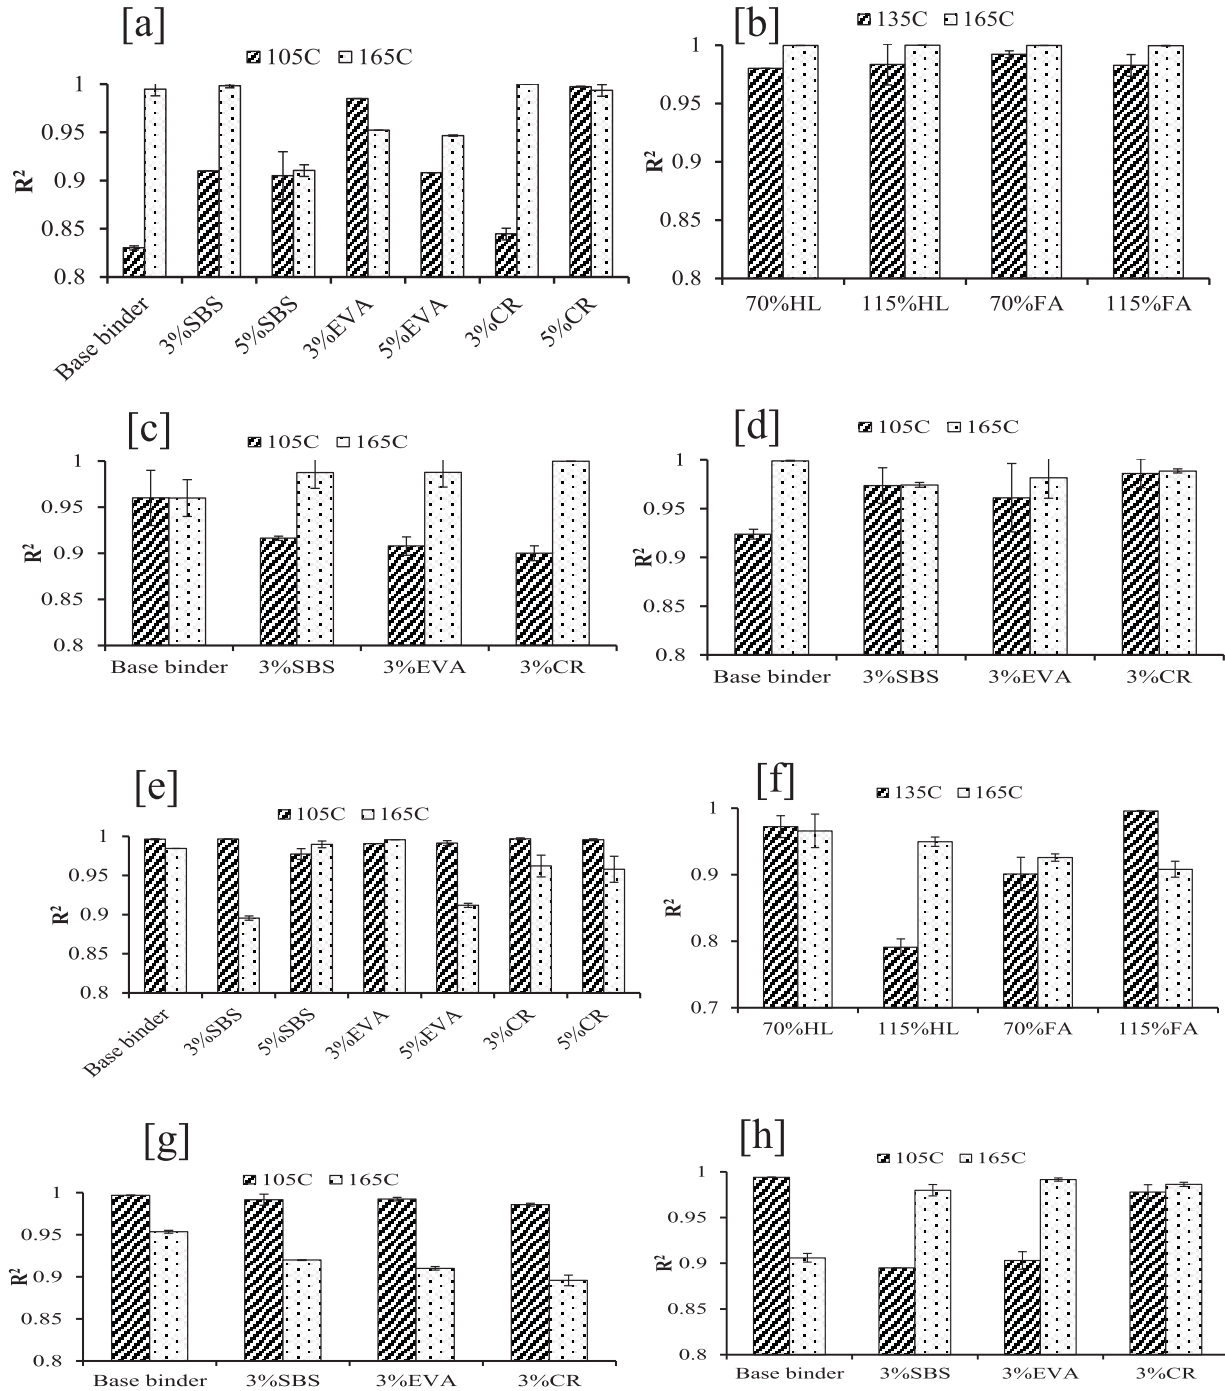 [a]
105C 165C
1
0.95
0.9
0.85
0.8
R²
Base binder
3%SBS
5%SBS
3%EVA
5%EVA
3%CR
5%CR
[b]
135C 165C
1
0.95
0.9
0.85
0.8
R²
70%HL 115%HL 70%FA 115%FA
[c]
105C 165C
1
0.95
0.9
0.85
0.8
R²
Base binder 3%SBS 3%EVA 3%CR
[d]
105C 165C
1
0.95
0.9
0.85
0.8
R²
Base binder 3%SBS 3%EVA 3%CR
[e]
105C 165C
1
0.95
0.9
0.85
0.8
R²
Base binder
3%SBS
5%SBS
3%EVA
5%EVA
3%CR
5%CR
[f]
135C 165C
1
0.9
0.8
0.7
R²
70%HL 115%HL 70%FA 115%FA
[g]
105C 165C
1
0.95
0.9
0.85
0.8
R²
Base binder 3%SBS 3%EVA 3%CR
[h]
105C 165C
1
0.95
0.9
0.85
0.8
R²
Base binder 3%SBS 3%EVA 3%CR